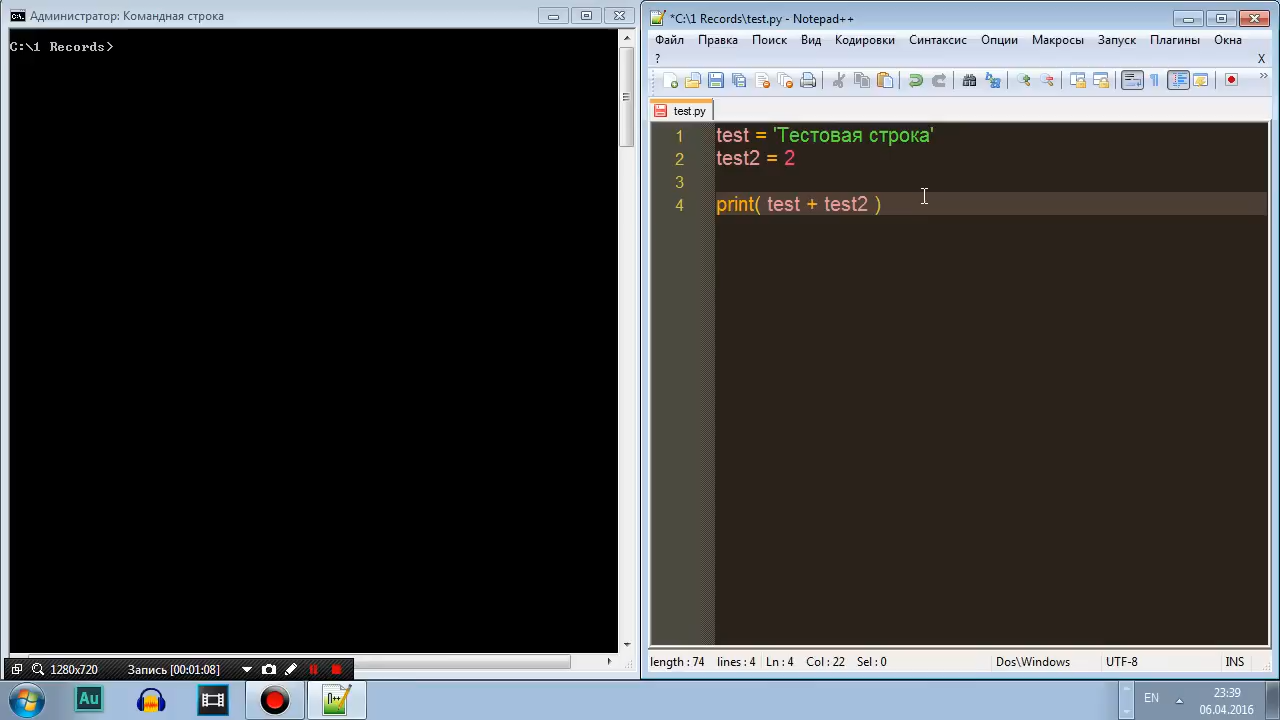 Администратор: Командная строка
C:\1 Records>
*C:\1 Records\test.py - Notepad++
Файл Правка Поиск Вид Кодировки Синтаксис Опции Макросы Запуск Плагины Окна
? X
test.py
1 test = 'Тестовая строка'
2 test2 = 2
3
4 print( test + test2 )
length : 74 lines : 4 Ln : 4 Col : 22 Sel : 0 Dos\Windows UTF-8 INS
1280x720 Запись [00:01:08]
Au
EN
23:39
06.04.2016